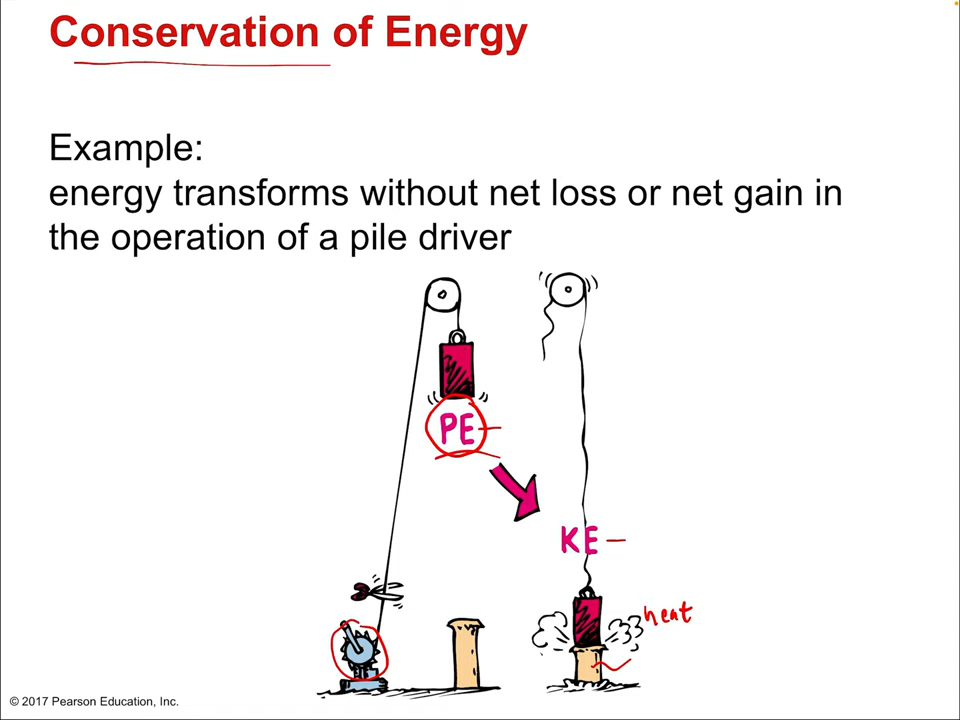 Conservation of Energy
Example:
energy transforms without net loss or net gain in
the operation of a pile driver
PE
KE
heat
© 2017 Pearson Education, Inc.